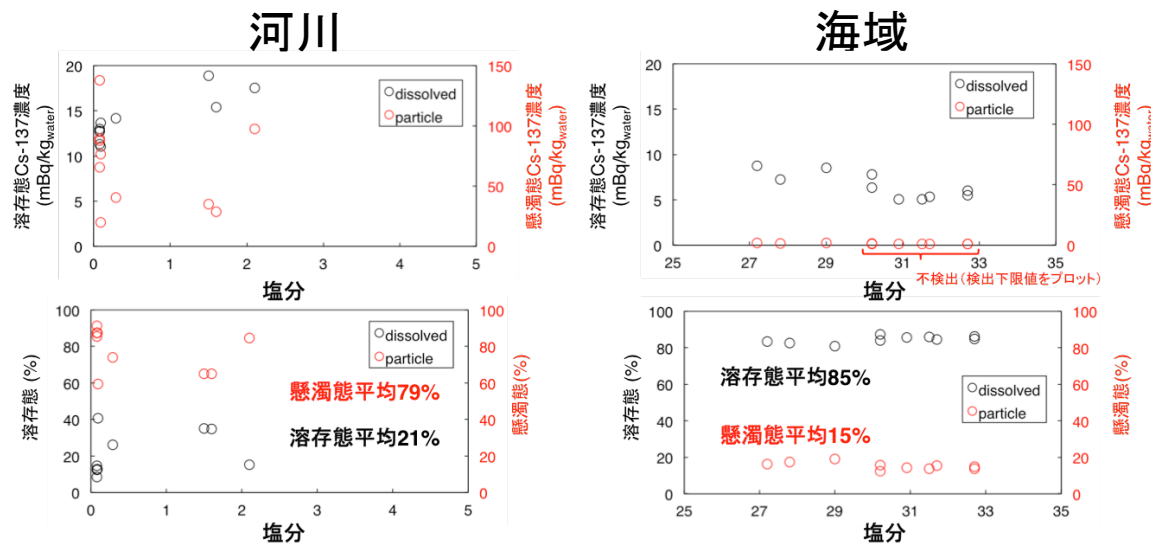 河川
海域
溶存態Cs-137濃度
(mBq/kgwater)
20
15
10
5
0
dissolved
particle
150
100
50
0
懸濁態Cs-137濃度
(mBq/kgwater)
0
1
2
3
4
5
塩分
溶存態Cs-137濃度
(mBq/kgwater)
20
15
10
5
0
dissolved
particle
150
100
50
0
懸濁態Cs-137濃度
(mBq/kgwater)
25
27
29
31
33
35
不検出(検出下限値をプロット)
塩分
溶存態 (%)
100
80
60
40
20
0
dissolved
particle
懸濁態平均79%
溶存態平均21%
100
80
60
40
20
0
懸濁態(%)
0
1
2
3
4
5
塩分
溶存態 (%)
100
80
60
40
20
0
溶存態平均85%
dissolved
particle
懸濁態平均15%
100
80
60
40
20
0
懸濁態(%)
25
27
29
31
33
35
塩分